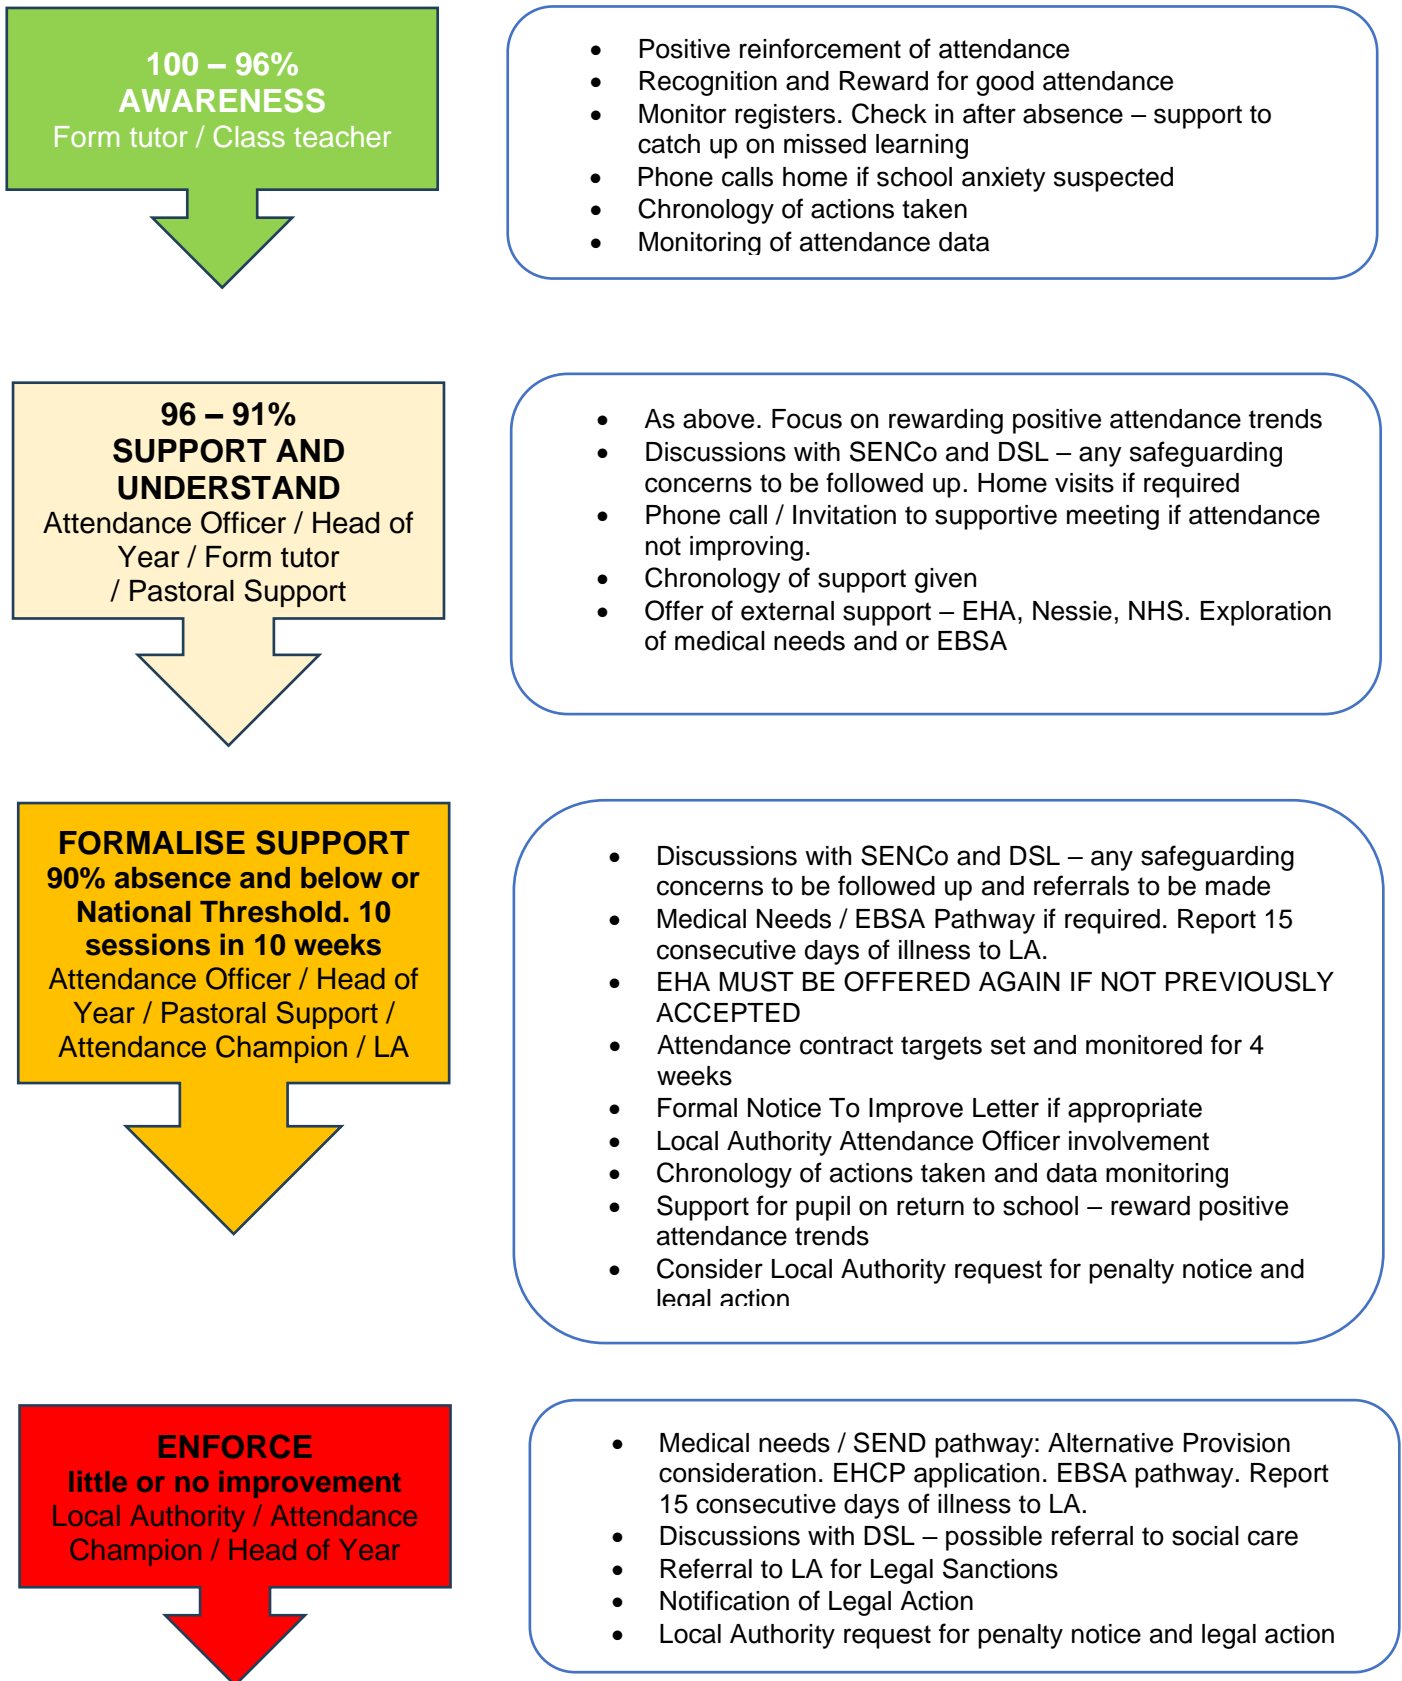 100 – 96%
AWARENESS
Form tutor / Class teacher
• Positive reinforcement of attendance
• Recognition and Reward for good attendance
• Monitor registers. Check in after absence – support to
catch up on missed learning
• Phone calls home if school anxiety suspected
• Chronology of actions taken
• Monitoring of attendance data
96 – 91%
SUPPORT AND
UNDERSTAND
Attendance Officer / Head of
Year / Form tutor
/ Pastoral Support
• As above. Focus on rewarding positive attendance trends
• Discussions with SENCo and DSL – any safeguarding
concerns to be followed up. Home visits if required
• Phone call / Invitation to supportive meeting if attendance
not improving.
• Chronology of support given
• Offer of external support – EHA, Nessie, NHS. Exploration
of medical needs and or EBSA
FORMALISE SUPPORT
90% absence and below or
National Threshold. 10
sessions in 10 weeks
Attendance Officer / Head of
Year / Pastoral Support /
Attendance Champion / LA
• Discussions with SENCo and DSL – any safeguarding
concerns to be followed up and referrals to be made
• Medical Needs / EBSA Pathway if required. Report 15
consecutive days of illness to LA.
• EHA MUST BE OFFERED AGAIN IF NOT PREVIOUSLY
ACCEPTED
• Attendance contract targets set and monitored for 4
weeks
• Formal Notice To Improve Letter if appropriate
• Local Authority Attendance Officer involvement
• Chronology of actions taken and data monitoring
• Support for pupil on return to school – reward positive
attendance trends
• Consider Local Authority request for penalty notice and
legal action
ENFORCE
little or no improvement
Local Authority / Attendance
Champion / Head of Year
• Medical needs / SEND pathway: Alternative Provision
consideration. EHCP application. EBSA pathway. Report
15 consecutive days of illness to LA.
• Discussions with DSL – possible referral to social care
• Referral to LA for Legal Sanctions
• Notification of Legal Action
• Local Authority request for penalty notice and legal action